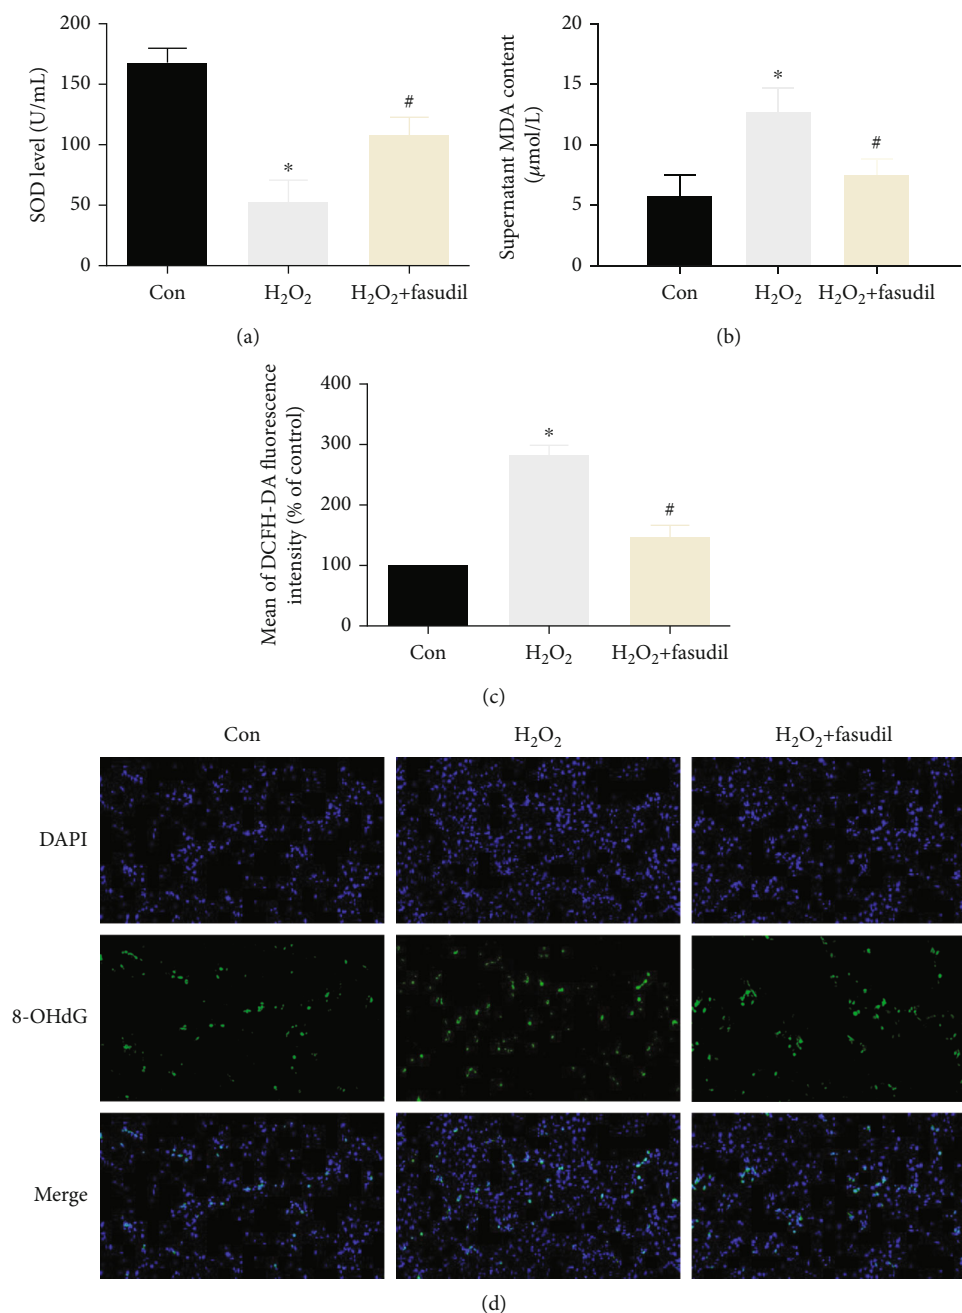 SOD level (U/mL)
200
150
100
50
0
*
#
Con
H₂O₂
H₂O₂+fasudil
(a)
Supernatant MDA content
(μmol/L)
20
15
10
5
0
*
#
Con
H₂O₂
H₂O₂+fasudil
(b)
Mean of DCFH-DA fluorescence
intensity (% of control)
400
300
200
100
0
*
#
Con
H₂O₂
H₂O₂+fasudil
(c)
Con
H₂O₂
H₂O₂+fasudil
DAPI
8-OHdG
Merge
(d)